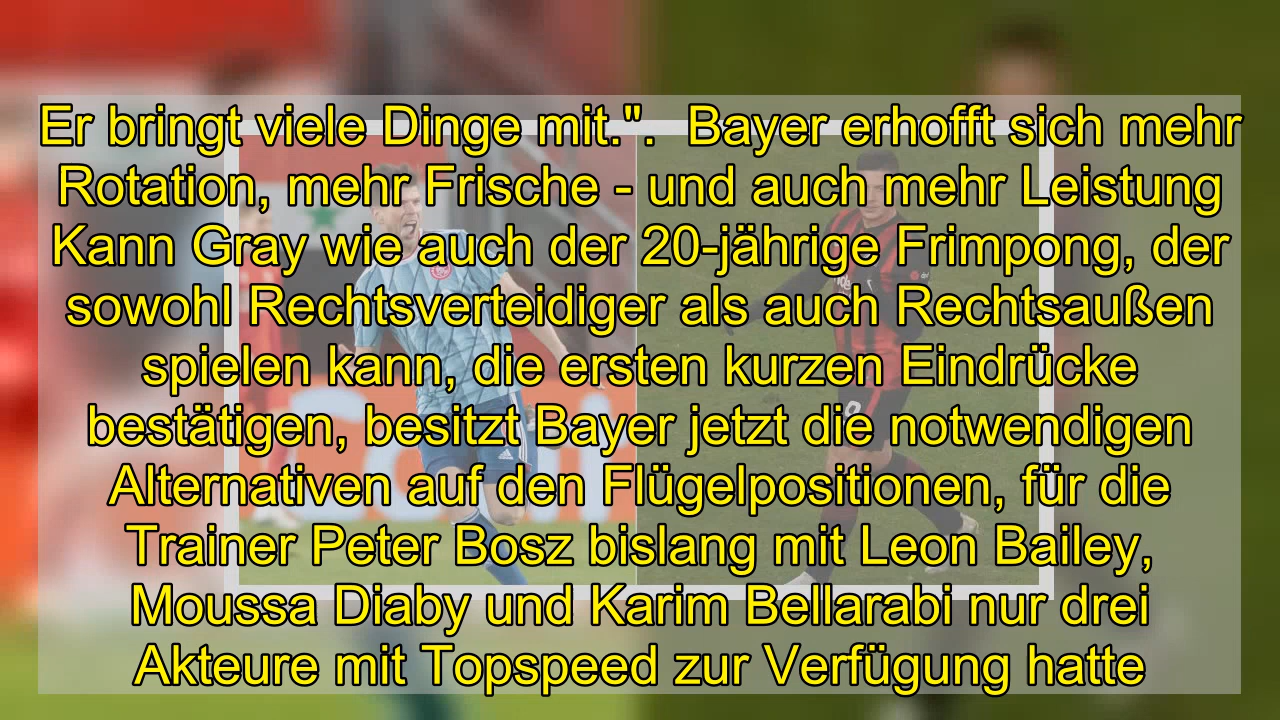 Er bringt viele Dinge mit.".  Bayer erhofft sich mehr
Rotation, mehr Frische - und auch mehr Leistung
Kann Gray wie auch der 20-jährige Frimpong, der
sowohl Rechtsverteidiger als auch Rechtsaußen
spielen kann, die ersten kurzen Eindrücke
bestätigen, besitzt Bayer jetzt die notwendigen
Alternativen auf den Flügelpositionen, für die
Trainer Peter Bosz bislang mit Leon Bailey,
Moussa Diaby und Karim Bellarabi nur drei
Akteure mit Topspeed zur Verfügung hatte